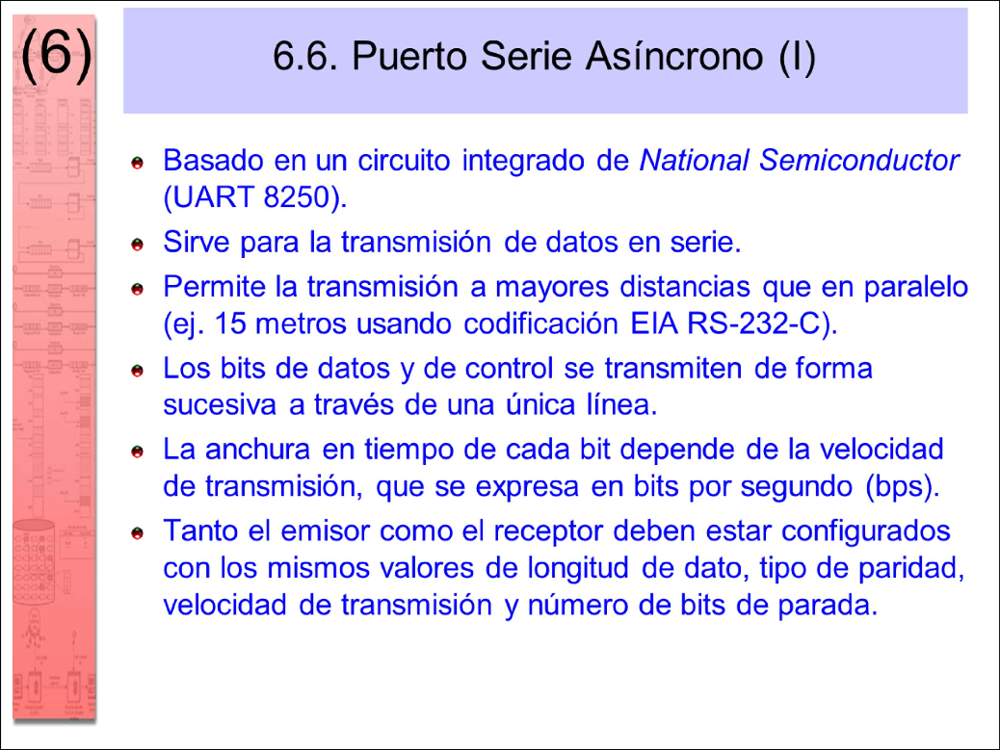 (6)
6.6. Puerto Serie Asíncrono (I)
Basado en un circuito integrado de National Semiconductor
(UART 8250).
Sirve para la transmisión de datos en serie.
Permite la transmisión a mayores distancias que en paralelo
(ej. 15 metros usando codificación EIA RS-232-C).
Los bits de datos y de control se transmiten de forma
sucesiva a través de una única línea.
La anchura en tiempo de cada bit depende de la velocidad
de transmisión, que se expresa en bits por segundo (bps).
Tanto el emisor como el receptor deben estar configurados
con los mismos valores de longitud de dato, tipo de paridad,
velocidad de transmisión y número de bits de parada.